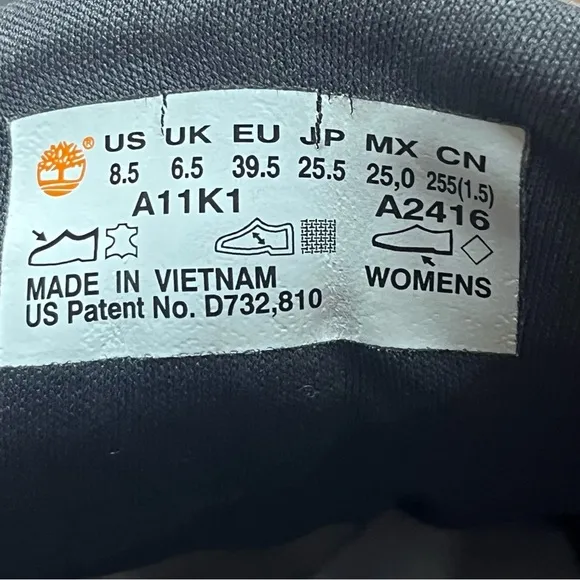 ® US UK EU JP MX CN
8.5 6.5 39.5 25.5 25,0 255(1.5)
A11K1 A2416
MADE IN VIETNAM WOMENS
US Patent No. D732,810